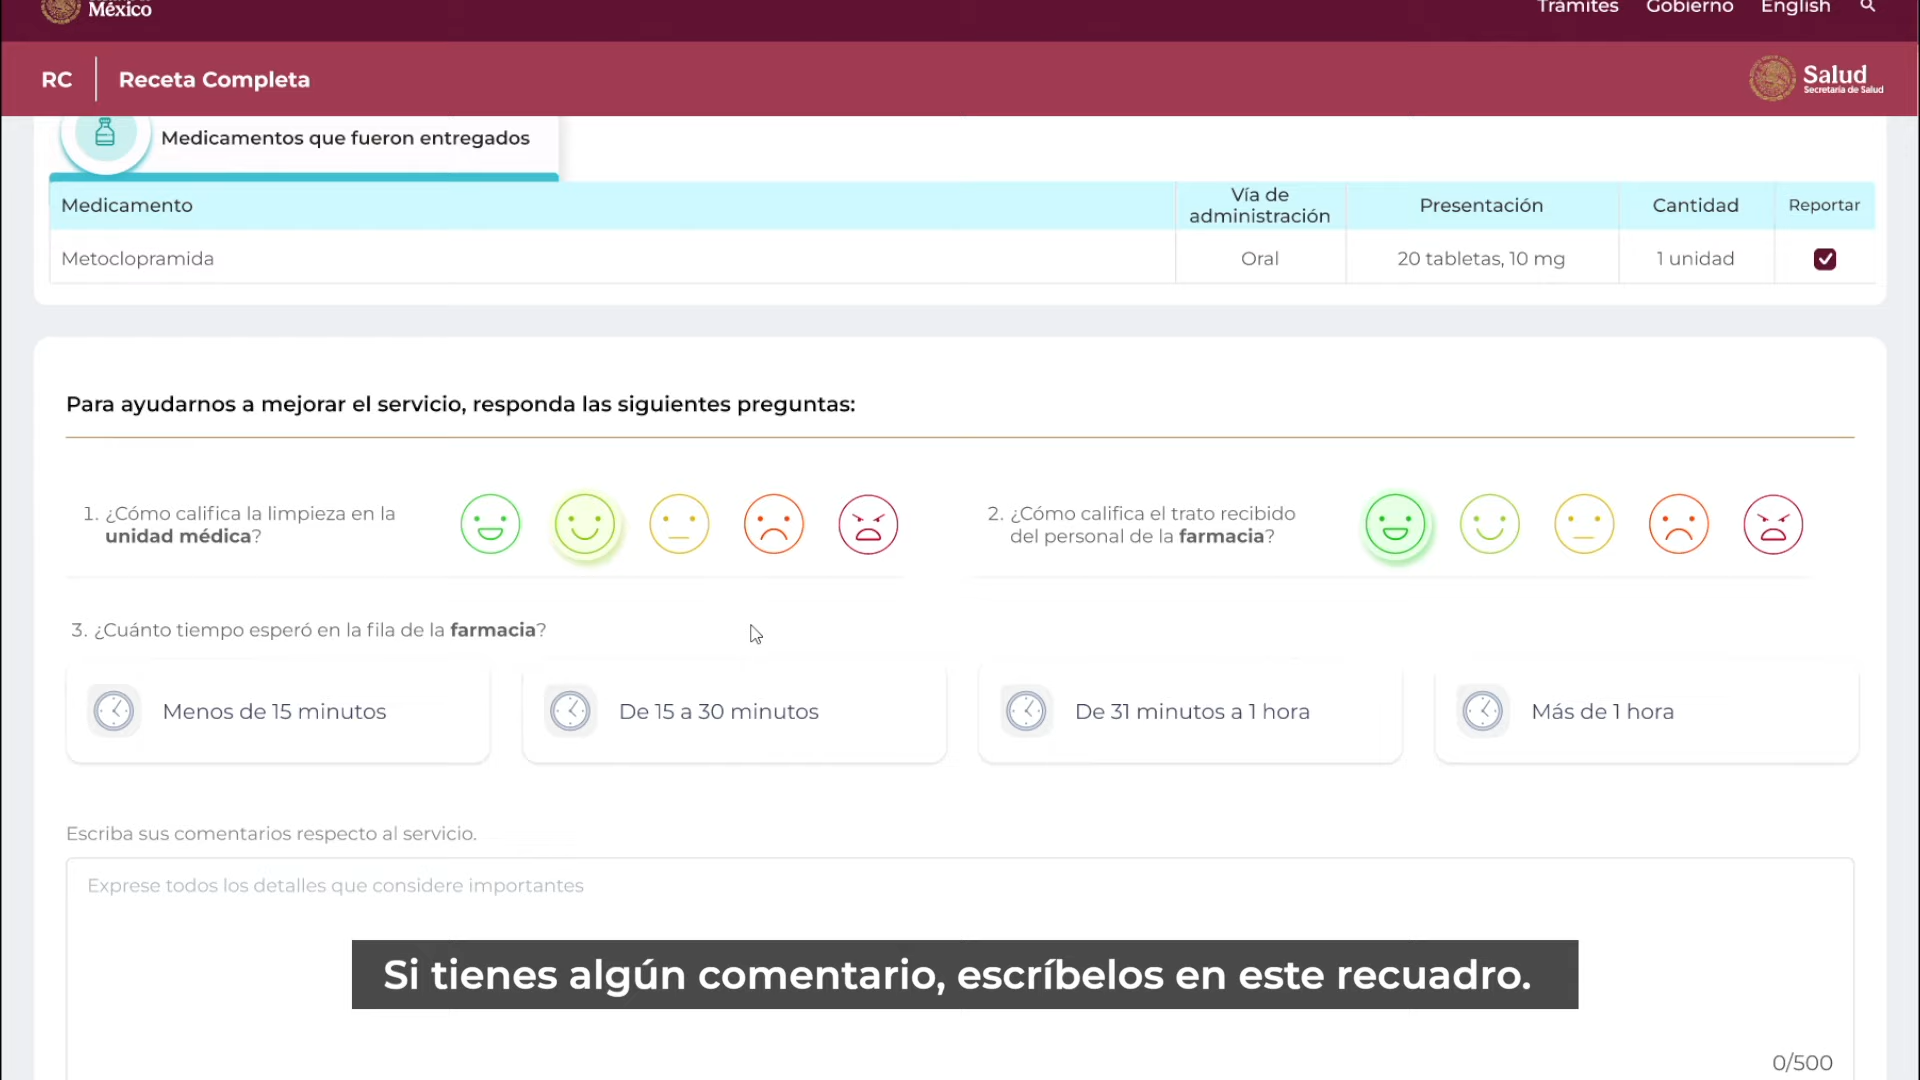 México
Trámites Gobierno English
RC Receta Completa
Salud
Secretaría de Salud
Medicamentos que fueron entregados
Medicamento Vía de administración Presentación Cantidad Reportar
Metoclopramida Oral 20 tabletas, 10 mg 1 unidad
Para ayudarnos a mejorar el servicio, responda las siguientes preguntas:
1. ¿Cómo califica la limpieza en la
unidad médica?
2. ¿Cómo califica el trato recibido
del personal de la farmacia?
3. ¿Cuánto tiempo esperó en la fila de la farmacia?
Menos de 15 minutos De 15 a 30 minutos De 31 minutos a 1 hora Más de 1 hora
Escriba sus comentarios respecto al servicio.
Exprese todos los detalles que considere importantes
Si tienes algún comentario, escríbelos en este recuadro.
0/500